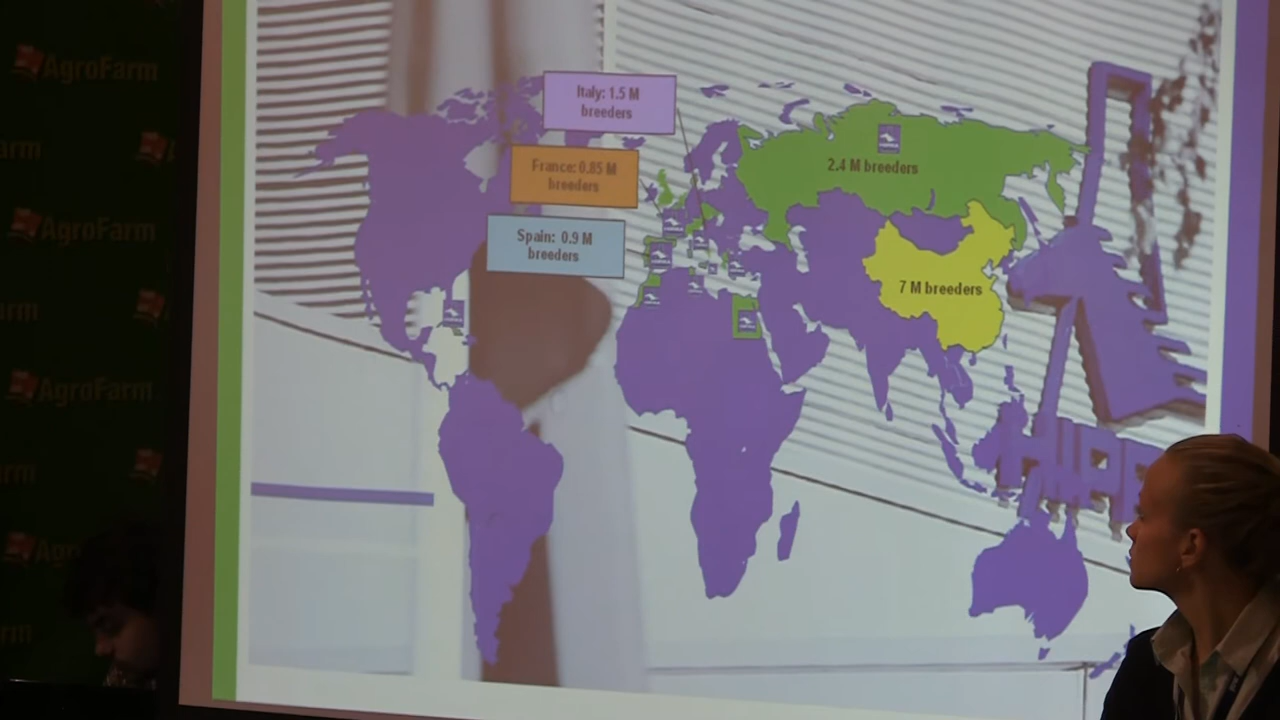 AgroFarm
Italy: 1.5 M
breeders
France: 0,85 M
breeders
Spain: 0.9 M
breeders
2.4 M breeders
7 M breeders
AgroFarm
AgroFarm
HIPP